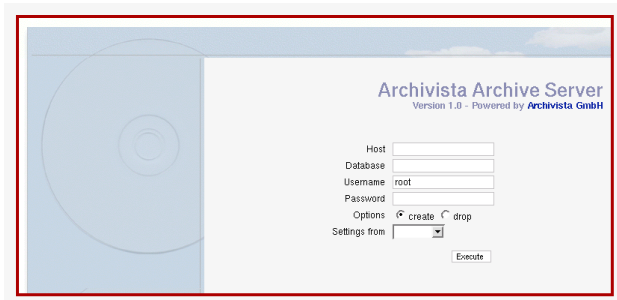 Archivista Archive Server
Version 1.0 - Powered by Archivista GmbH
Host
Database
Username root
Password
Options create drop
Settings from
Execute